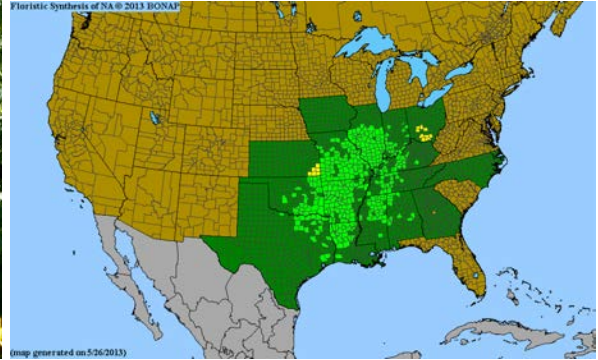 Floristic Synthesis of NA © 2013 BONAP
(map generated on 5/26/2013)